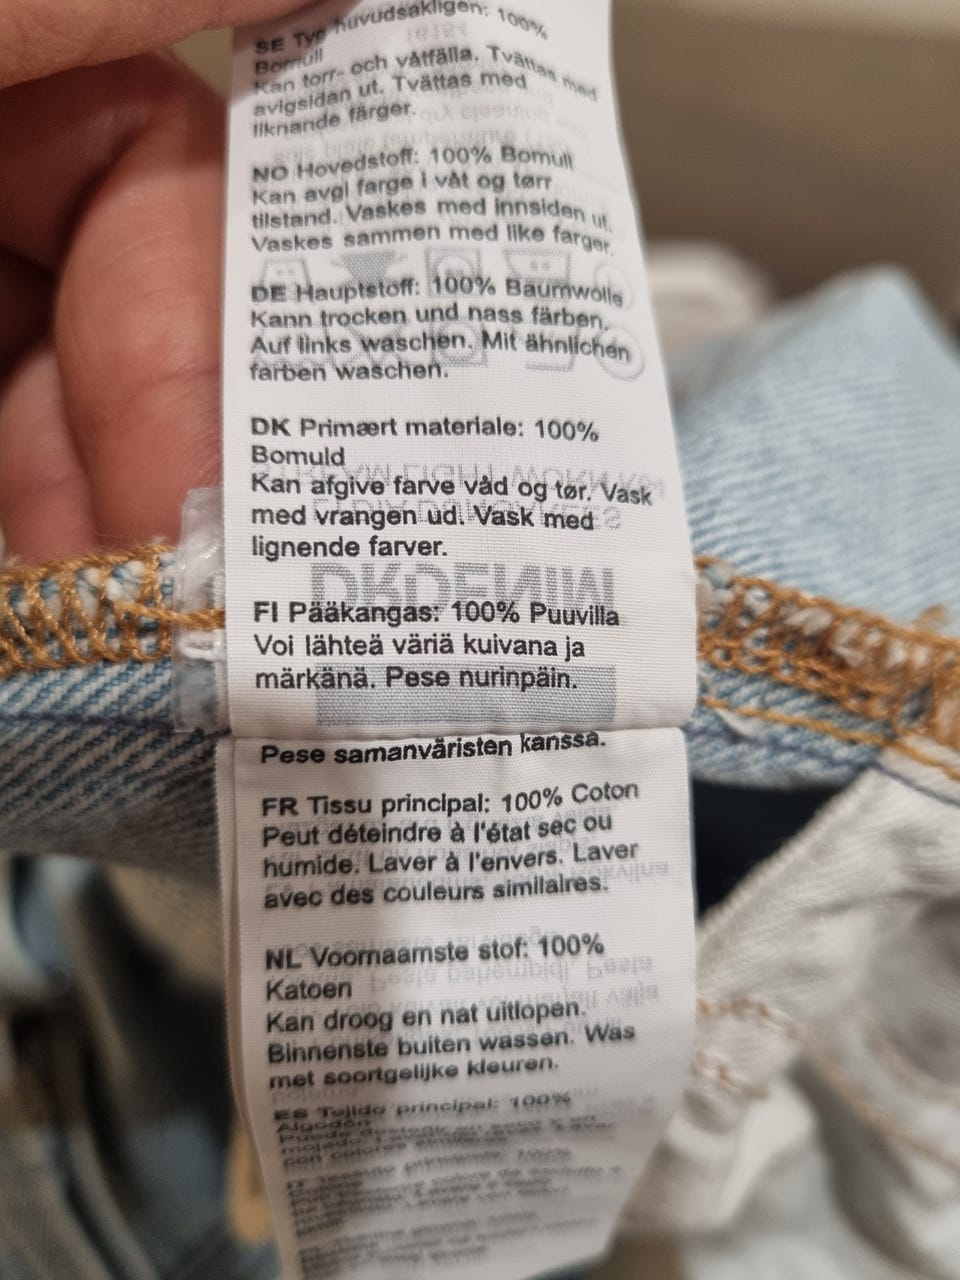 SE Typ huvudsakligen: 100%
Bomull
Kan torr- och våtfälla. Tvättas med
avigsidan ut. Tvättas med
liknande färger.
NO Hovedstoff: 100% Bomull
Kan avgi farge i våt og tørr
tilstand. Vaskes med innsiden ut.
Vaskes sammen med like farger.
DE Hauptstoff: 100% Baumwolle
Kann trocken und nass färben.
Auf links waschen. Mit ähnlichen
farben waschen.
DK Primært materiale: 100%
Bomuld
Kan afgive farve våd og tør. Vask
med vrangen ud. Vask med
lignende farver.
FI Pääkangas: 100% Puuvilla
Voi lähteä väriä kuivana ja
märkänä. Pese nurinpäin.
Pese samanväristen kanssa.
FR Tissu principal: 100% Coton
Peut déteindre à l'état sec ou
humide. Laver à l'envers. Laver
avec des couleurs similaires.
NL Voornaamste stof: 100%
Katoen
Kan droog en nat uitlopen.
Binnenste buiten wassen. Was
met soortgelijke kleuren.
ES Tejido principal: 100%
Algodón